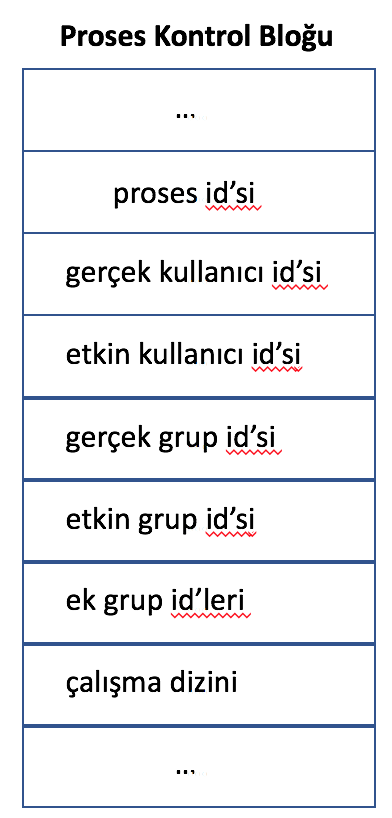 Proses Kontrol Bloğu
...
proses id’si
gerçek kullanıcı id’si
etkin kullanıcı id’si
gerçek grup id’si
etkin grup id’si
ek grup id’leri
çalışma dizini
...